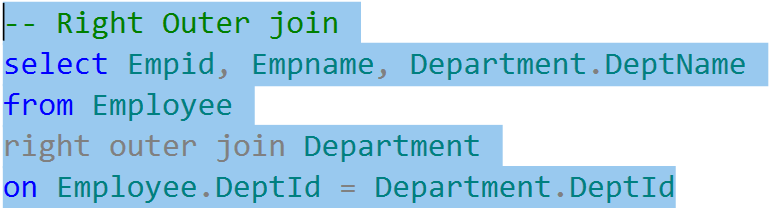 -- Right Outer join
select Empid, Empname, Department.DeptName
from Employee
right outer join Department
on Employee.DeptId = Department.DeptId